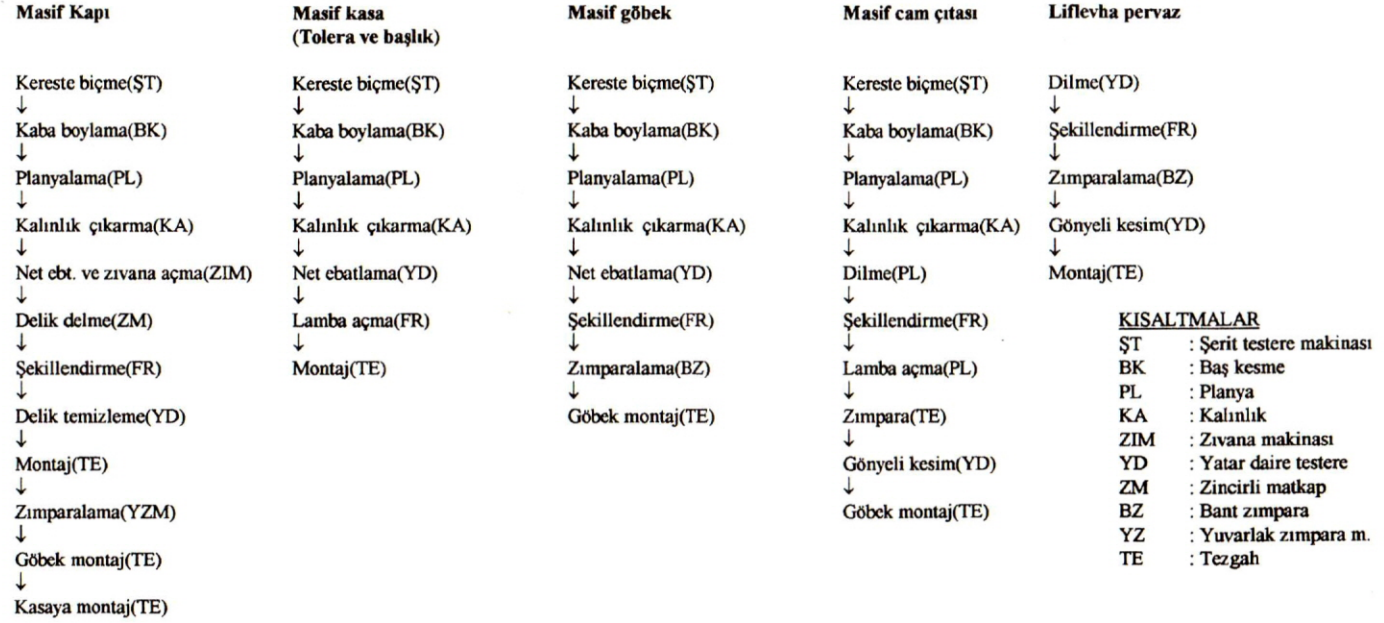 Masif Kapı
Kereste biçme(ŞT)
↓
Kaba boylama(BK)
↓
Planyalama(PL)
↓
Kalınlık çıkarma(KA)
↓
Net ebt. ve zıvana açma(ZIM)
↓
Delik delme(ZM)
↓
Şekillendirme(FR)
↓
Delik temizleme(YD)
↓
Montaj(TE)
↓
Zımparalama(YZM)
↓
Göbek montaj(TE)
↓
Kasaya montaj(TE)
Masif kasa
(Tolera ve başlık)
Kereste biçme(ŞT)
↓
Kaba boylama(BK)
↓
Planyalama(PL)
↓
Kalınlık çıkarma(KA)
↓
Net ebatlama(YD)
↓
Lamba açma(FR)
↓
Montaj(TE)
Masif göbek
Kereste biçme(ŞT)
↓
Kaba boylama(BK)
↓
Planyalama(PL)
↓
Kalınlık çıkarma(KA)
↓
Net ebatlama(YD)
↓
Şekillendirme(FR)
↓
Zımparalama(BZ)
↓
Göbek montaj(TE)
Masif cam çıtası
Kereste biçme(ŞT)
↓
Kaba boylama(BK)
↓
Planyalama(PL)
↓
Kalınlık çıkarma(KA)
↓
Dilme(PL)
↓
Şekillendirme(FR)
↓
Lamba açma(PL)
↓
Zımpara(TE)
↓
Gönyeli kesim(YD)
↓
Göbek montaj(TE)
Liflevha pervaz
Dilme(YD)
↓
Şekillendirme(FR)
↓
Zımparalama(BZ)
↓
Gönyeli kesim(YD)
↓
Montaj(TE)
KISALTMALAR
ŞT : Şerit testere makinası
BK : Baş kesme
PL : Planya
KA : Kalınlık
ZIM : Zıvana makinası
YD : Yatar daire testere
ZM : Zincirli matkap
BZ : Bant zımpara
YZ : Yuvarlak zımpara m.
TE : Tezgah